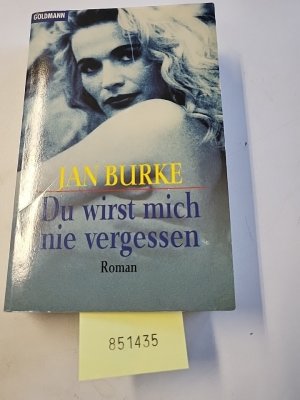 GOLDMANN
JAN BURKE
Du wirst mich
nie vergessen
Roman
851435